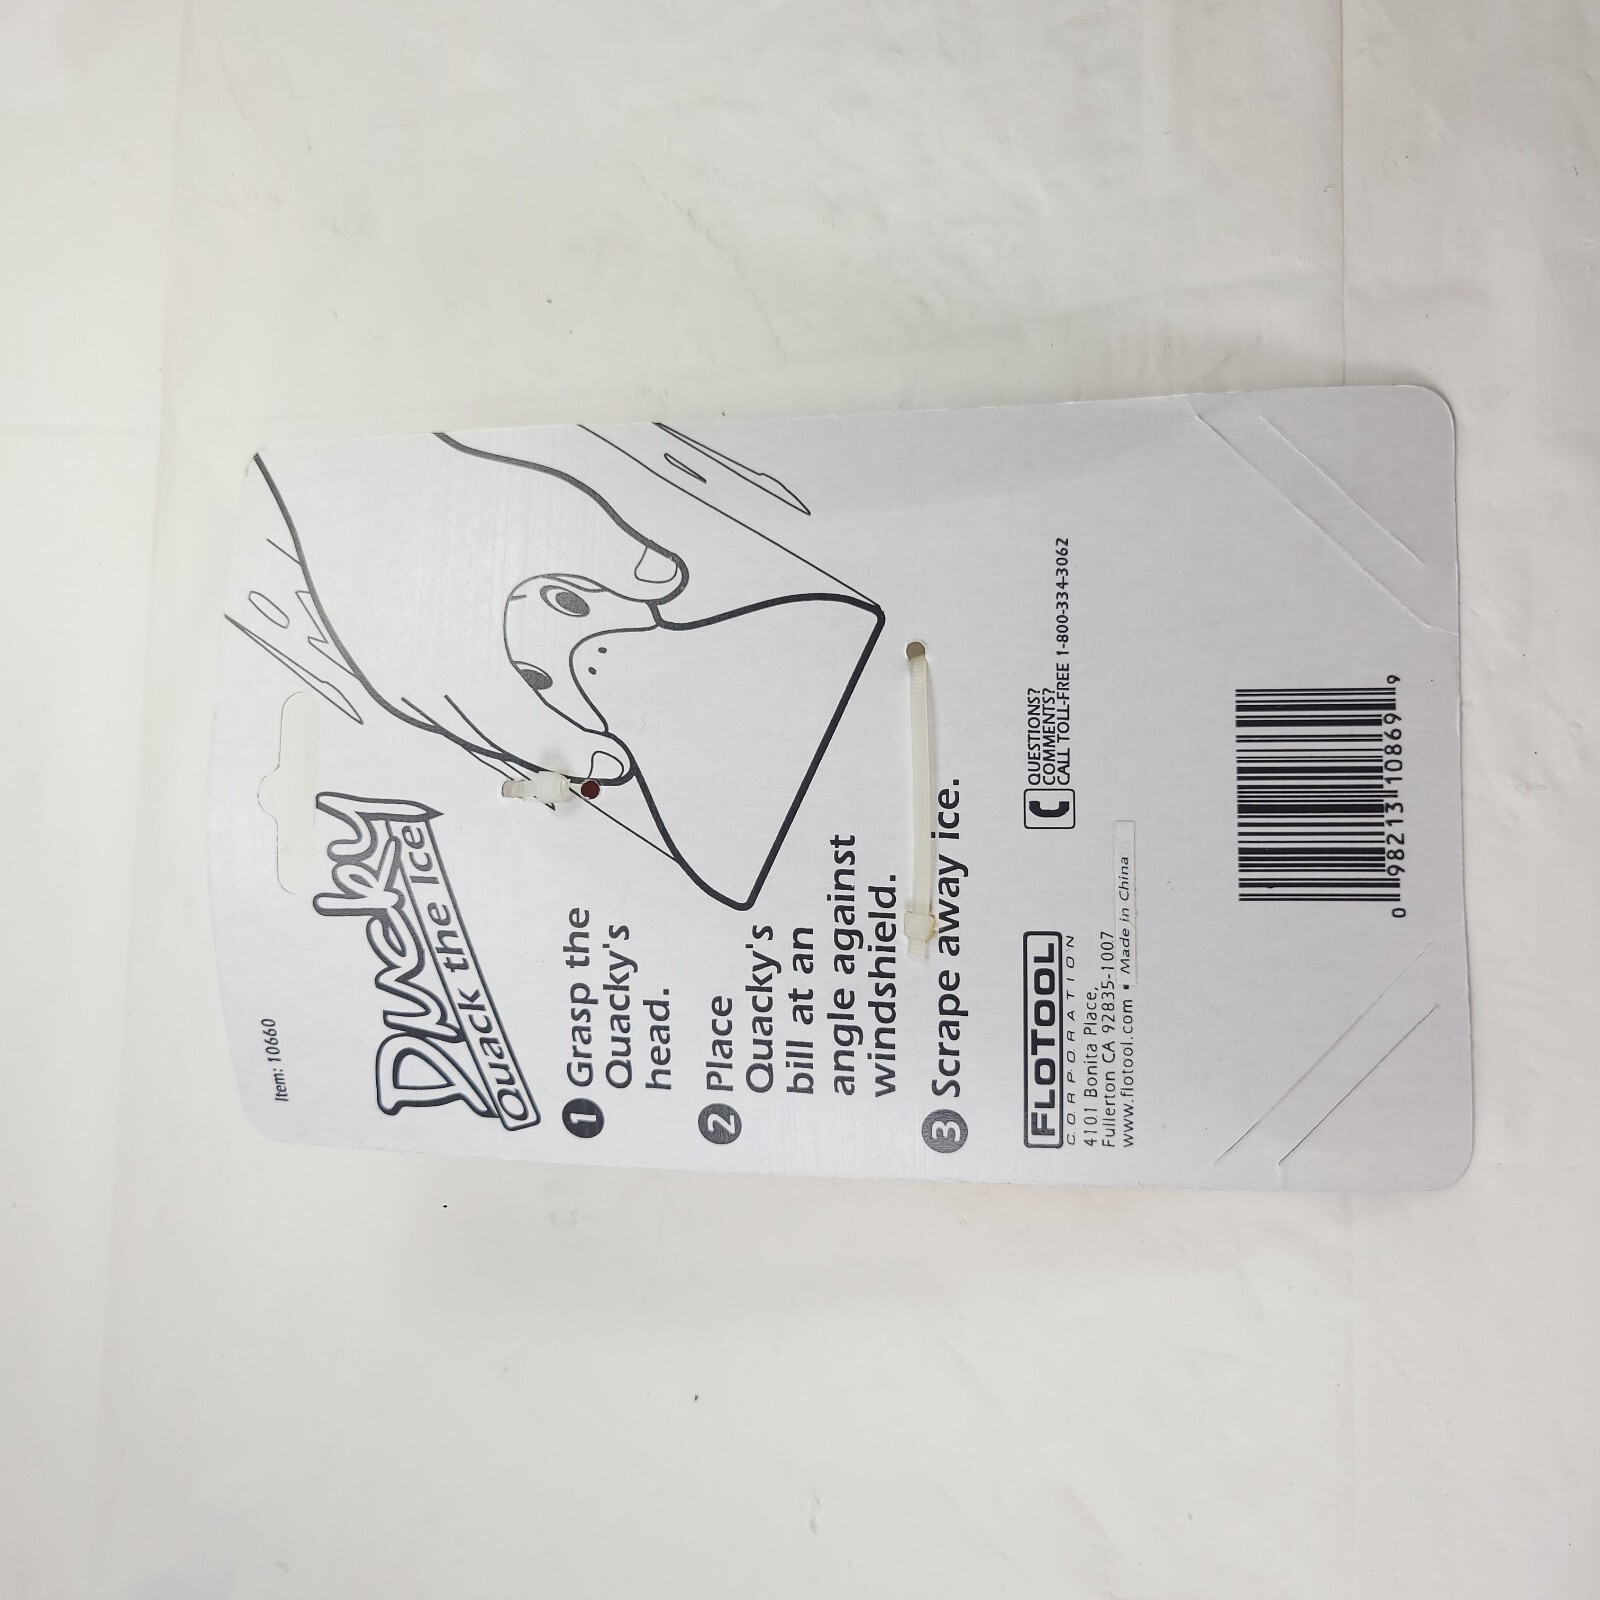 Item: 10660
Ducky
Quack the Ice
1 Grasp the
Quacky's
head.
2 Place
Quacky's
bill at an
angle against
windshield.
3 Scrape away ice.
FLOTOOL
CORPORATION
4101 Bonita Place,
Fullerton CA 92835-1007
www.flotool.com • Made in China
QUESTIONS?
COMMENTS?
CALL TOLL-FREE 1-800-334-3062
0 98213 10869 9